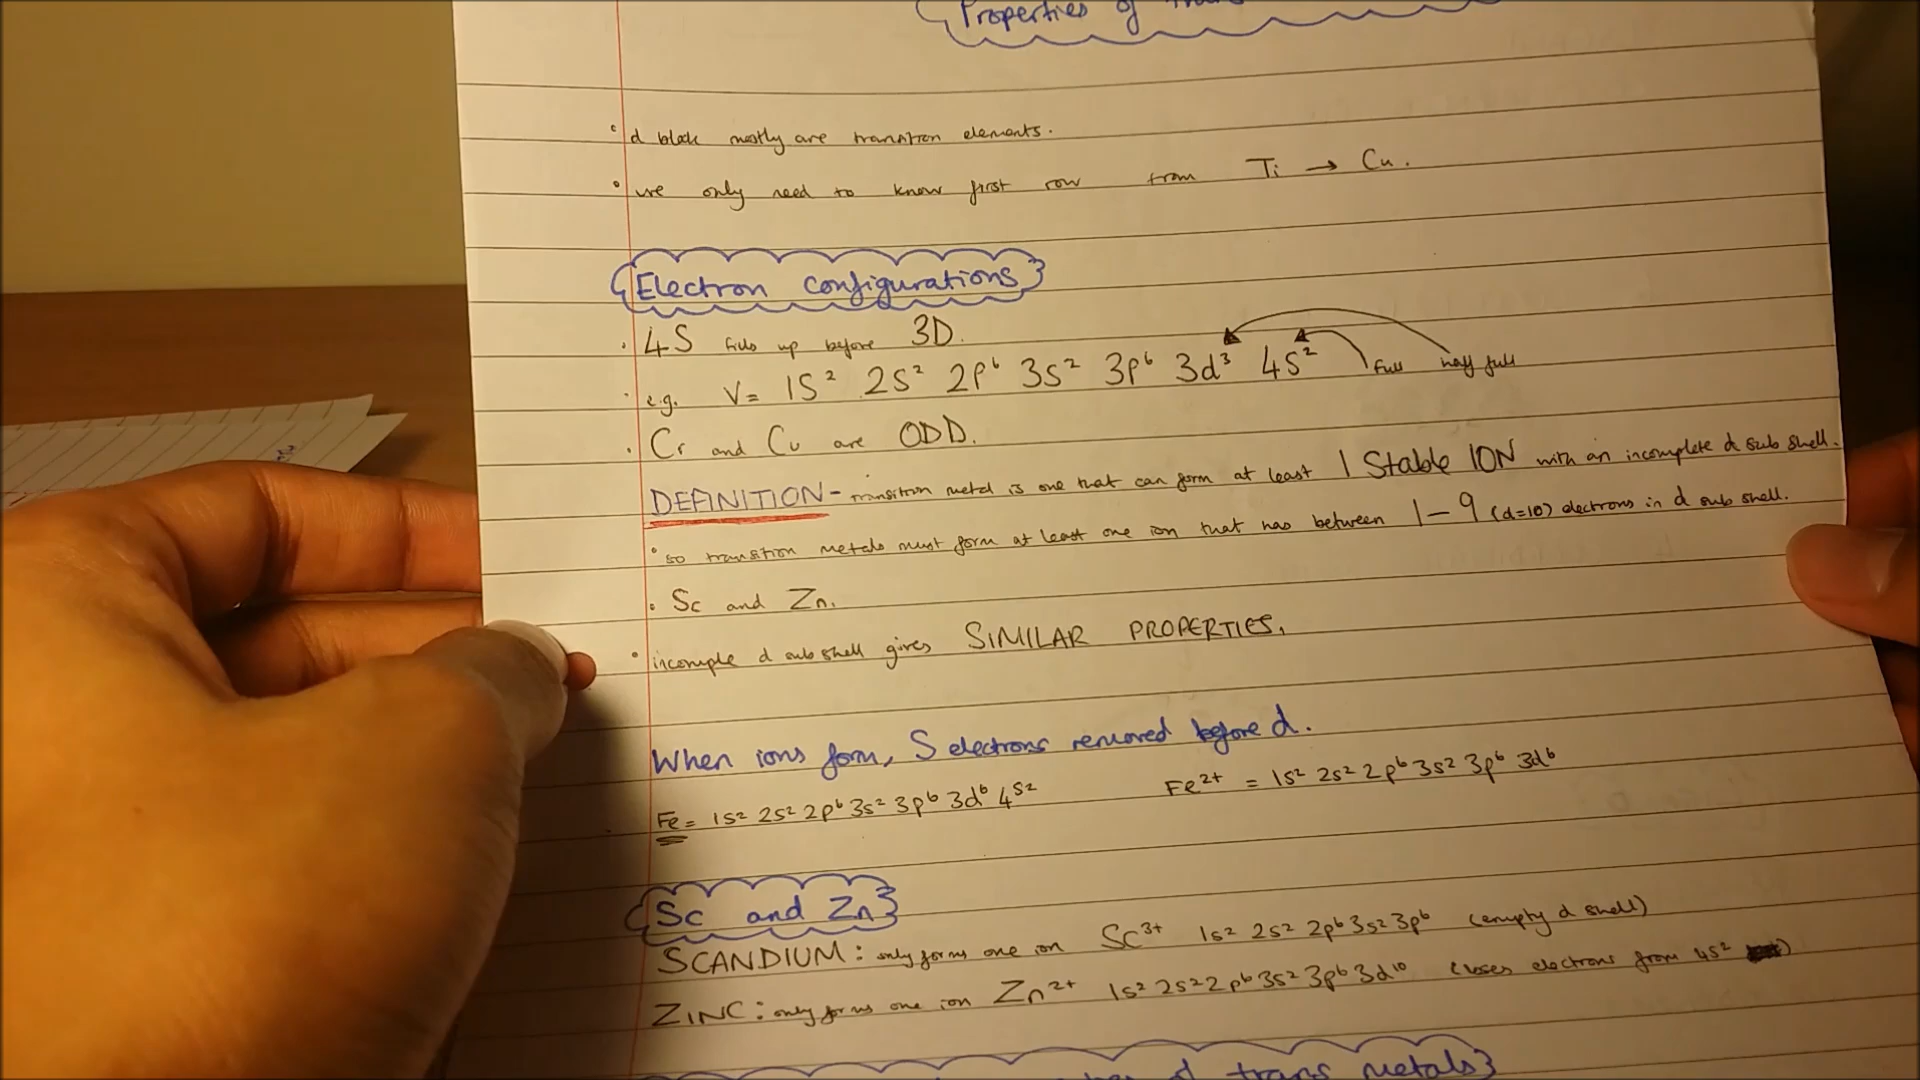 Properties of
d block mostly are transition elements.
we only need to know first row from Ti → Cu.
Electron configurations
4S fills up before 3D.
e.g. V = 1S² 2S² 2P⁶ 3S² 3P⁶ 3d³ 4S² full half full
Cr and Cu are ODD.
DEFINITION - transition metal is one that can form at least 1 Stable ION with an incomplete d sub shell.
so transition metals must form at least one ion that has between 1-9 (d=10) electrons in d sub shell.
Sc and Zn.
incomple d sub shell gives SIMILAR PROPERTIES.
When ions form, S electrons removed before d.
Fe = 1s² 2s² 2p⁶ 3s² 3p⁶ 3d⁶ 4s² Fe²⁺ = 1s² 2s² 2p⁶ 3s² 3p⁶ 3d⁶
Sc and Zn
SCANDIUM: only forms one ion Sc³⁺ 1s² 2s² 2p⁶ 3s² 3p⁶ (empty d shell)
ZINC: only forms one ion Zn²⁺ 1s² 2s² 2p⁶ 3s² 3p⁶ 3d¹⁰ (loses electrons from 4s² )
of trans metals